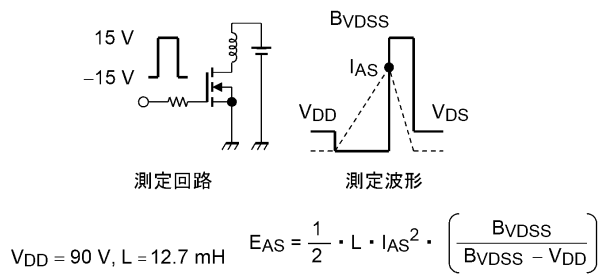 15 V
−15 V
測定回路
BVDSS
IAS
VDD
VDS
測定波形
VDD = 90 V, L = 12.7 mH
EAS = 1/2 · L · IAS² · (BVDSS / (BVDSS − VDD))